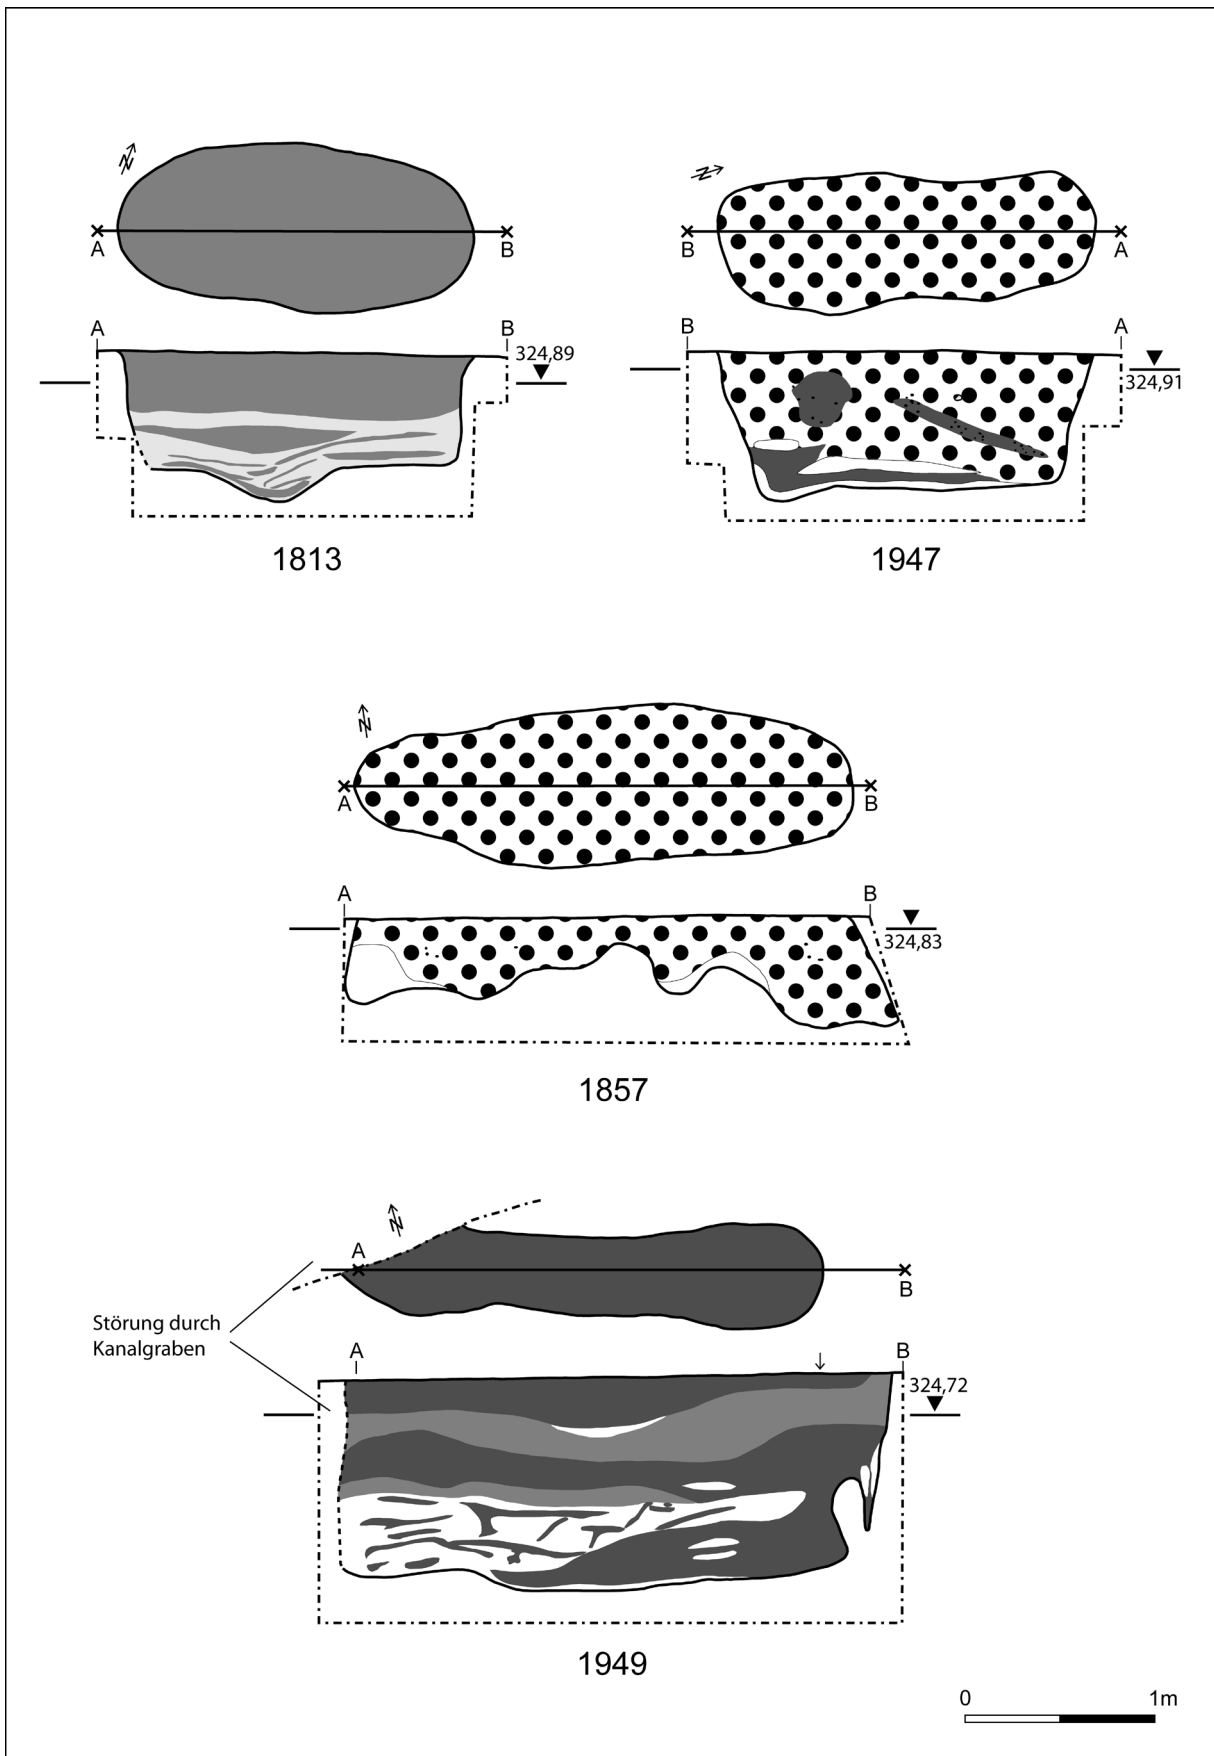 N
A
B
A
B
324,89
1813
N
B
A
B
A
324,91
1947
N
A
B
A
B
324,83
1857
N
A
B
Störung durch
Kanalgraben
A
B
324,72
1949
0
1m